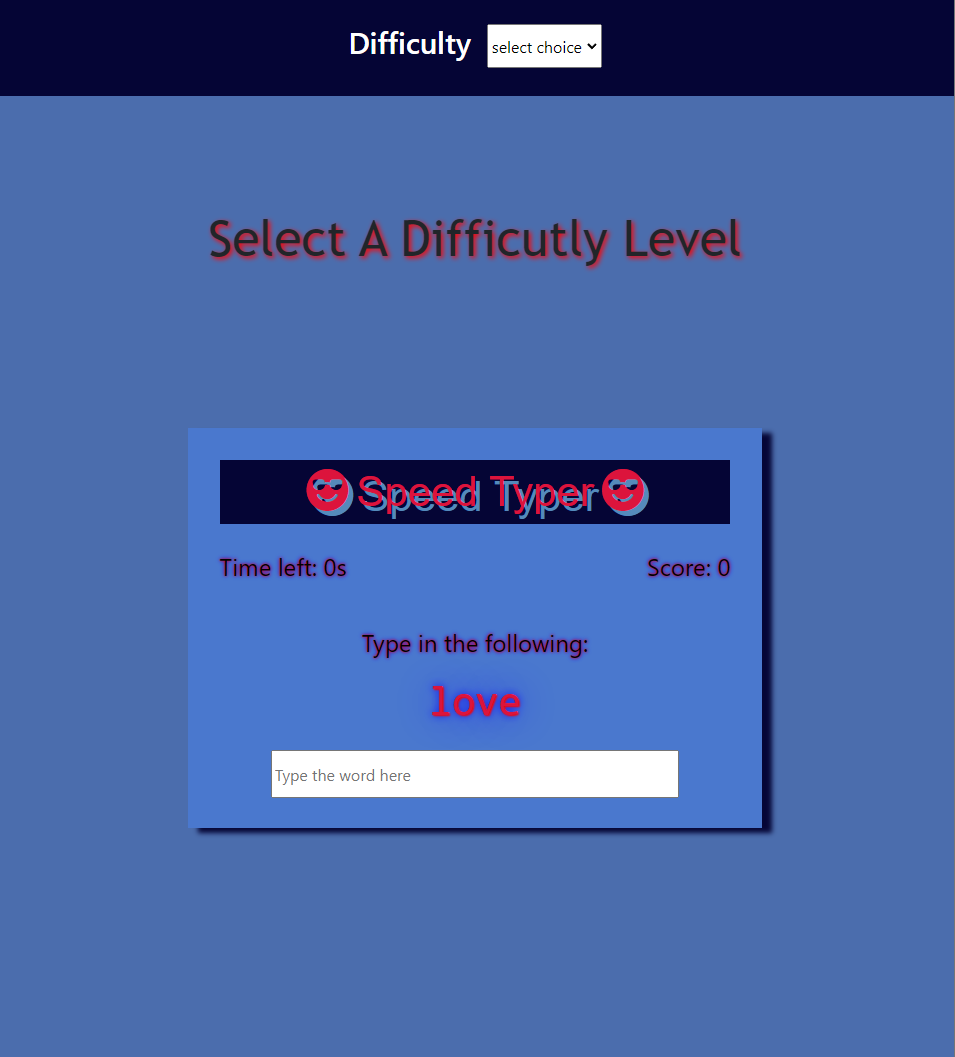 Difficulty select choice
Select A Difficutly Level
Speed Typer
Time left: 0s Score: 0
Type in the following:
love
Type the word here